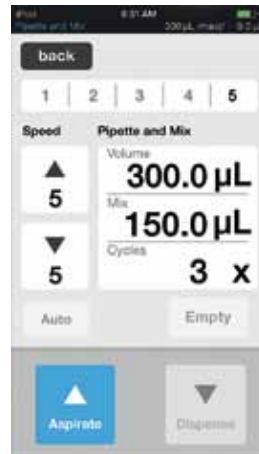 iPod 8:31 AM
Pipette and Mix
back
1 2 3 4 5
Speed Pipette and Mix
Volume
300.0 µL
5
Mix
150.0 µL
Cycles
5
3 x
Auto Empty
Aspirate Dispense